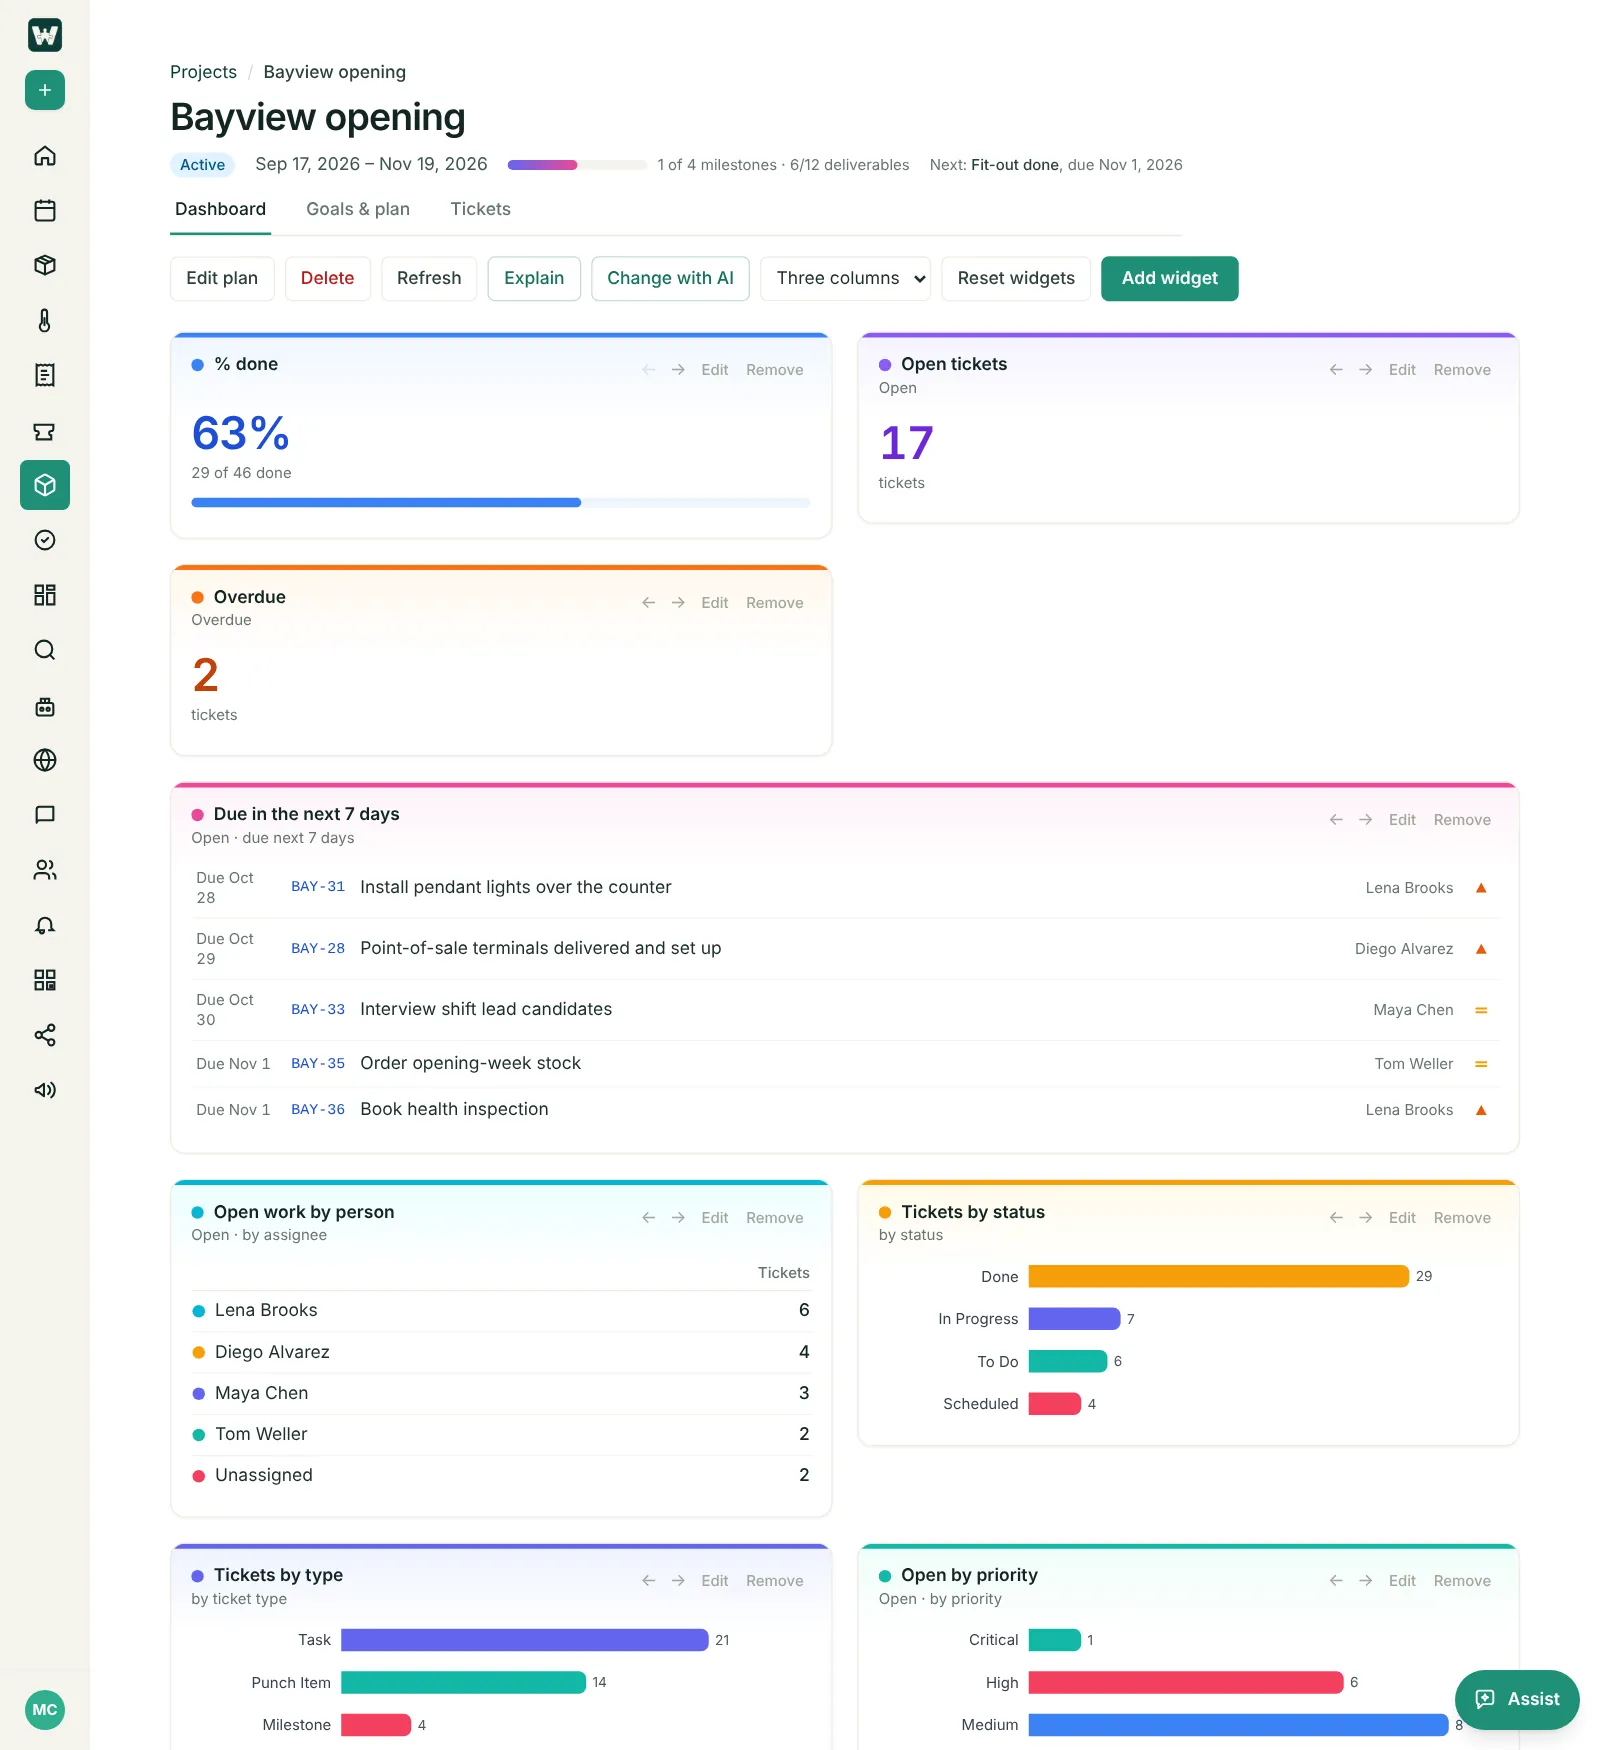 W
+
Projects / Bayview opening
Bayview opening
Active Sep 17, 2026 – Nov 19, 2026 1 of 4 milestones · 6/12 deliverables Next: Fit-out done, due Nov 1, 2026
Dashboard Goals & plan Tickets
Edit plan Delete Refresh Explain Change with AI Three columns Reset widgets Add widget
% done ← → Edit Remove
63%
29 of 46 done
Open tickets ← → Edit Remove
Open
17
tickets
Overdue ← → Edit Remove
Overdue
2
tickets
Due in the next 7 days ← → Edit Remove
Open · due next 7 days
Due Oct 28 BAY-31 Install pendant lights over the counter Lena Brooks
Due Oct 29 BAY-28 Point-of-sale terminals delivered and set up Diego Alvarez
Due Oct 30 BAY-33 Interview shift lead candidates Maya Chen
Due Nov 1 BAY-35 Order opening-week stock Tom Weller
Due Nov 1 BAY-36 Book health inspection Lena Brooks
Open work by person ← → Edit Remove
Open · by assignee
Tickets
Lena Brooks 6
Diego Alvarez 4
Maya Chen 3
Tom Weller 2
Unassigned 2
Tickets by status ← → Edit Remove
by status
Done 29
In Progress 7
To Do 6
Scheduled 4
Tickets by type ← → Edit Remove
by ticket type
Task 21
Punch Item 14
Milestone 4
Open by priority ← → Edit Remove
Open · by priority
Critical 1
High 6
Medium 8
MC
Assist